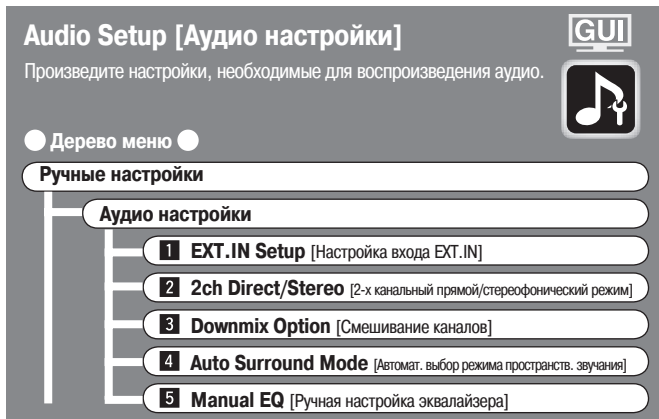 Audio Setup [Аудио настройки]
GUI
Произведите настройки, необходимые для воспроизведения аудио.
Дерево меню
Ручные настройки
Аудио настройки
1 EXT.IN Setup [Настройка входа EXT.IN]
2 2ch Direct/Stereo [2-х канальный прямой/стереофонический режим]
3 Downmix Option [Смешивание каналов]
4 Auto Surround Mode [Автомат. выбор режима пространств. звучания]
5 Manual EQ [Ручная настройка эквалайзера]